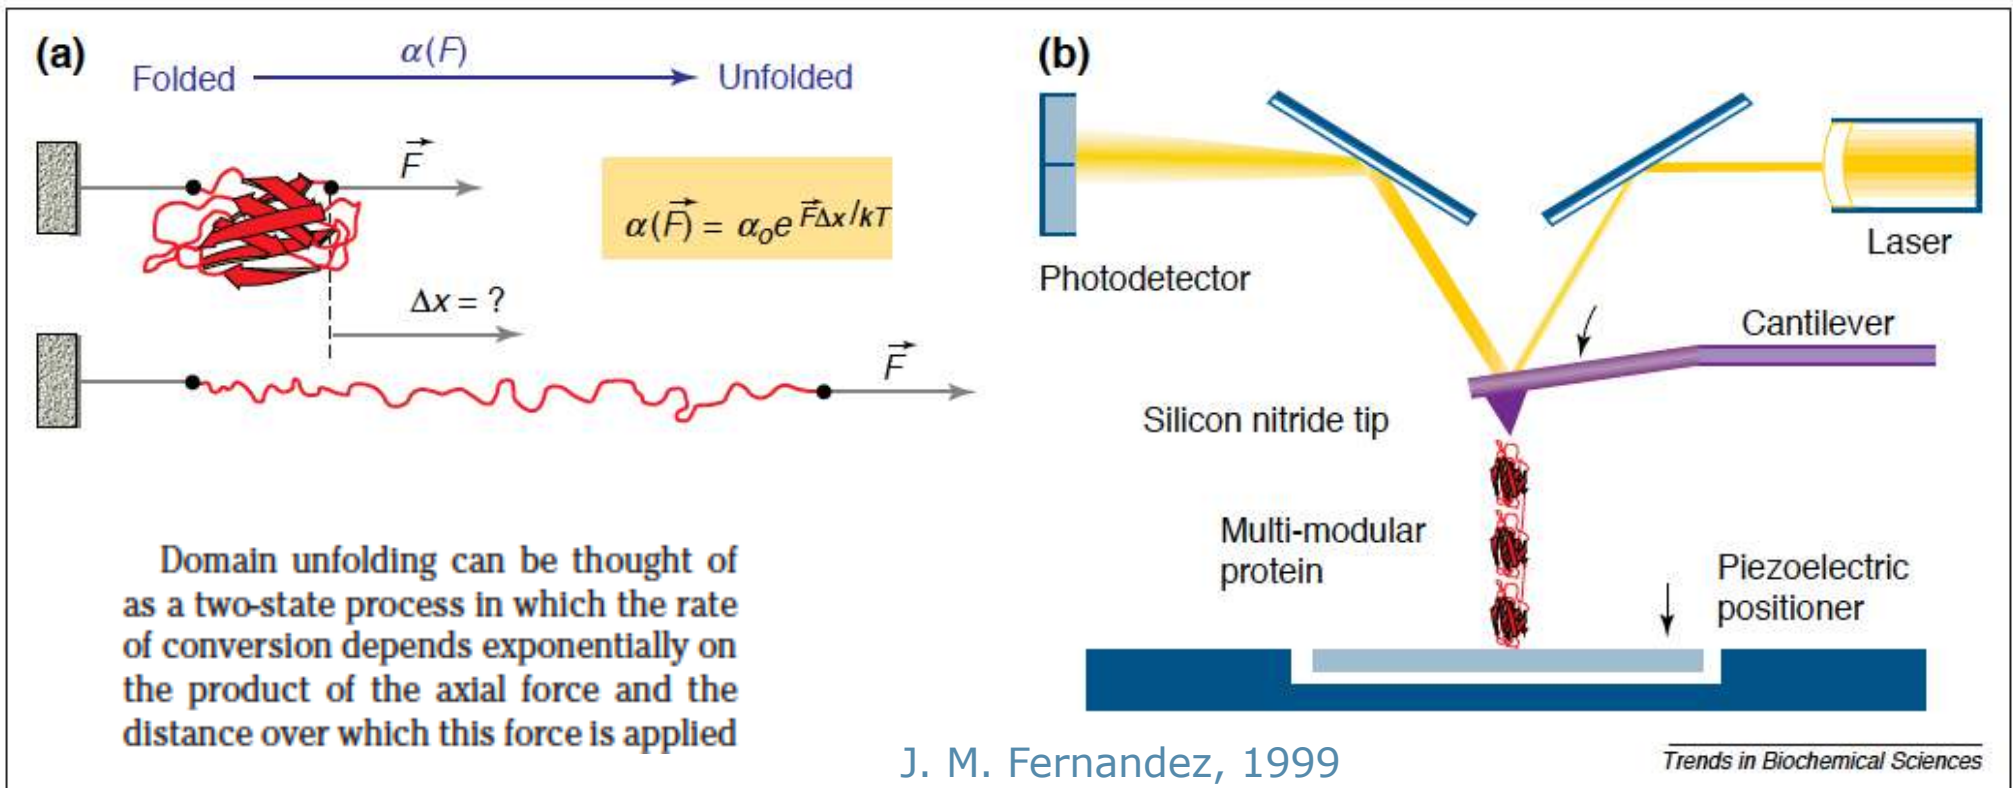 (a)
α(F)
Folded
Unfolded
F⃗
α(F⃗) = αₒe^F⃗Δx/kT
Δx = ?
F⃗
Domain unfolding can be thought of
as a two-state process in which the rate
of conversion depends exponentially on
the product of the axial force and the
distance over which this force is applied
(b)
Photodetector
Laser
Cantilever
Silicon nitride tip
Multi-modular
protein
Piezoelectric
positioner
J. M. Fernandez, 1999
Trends in Biochemical Sciences